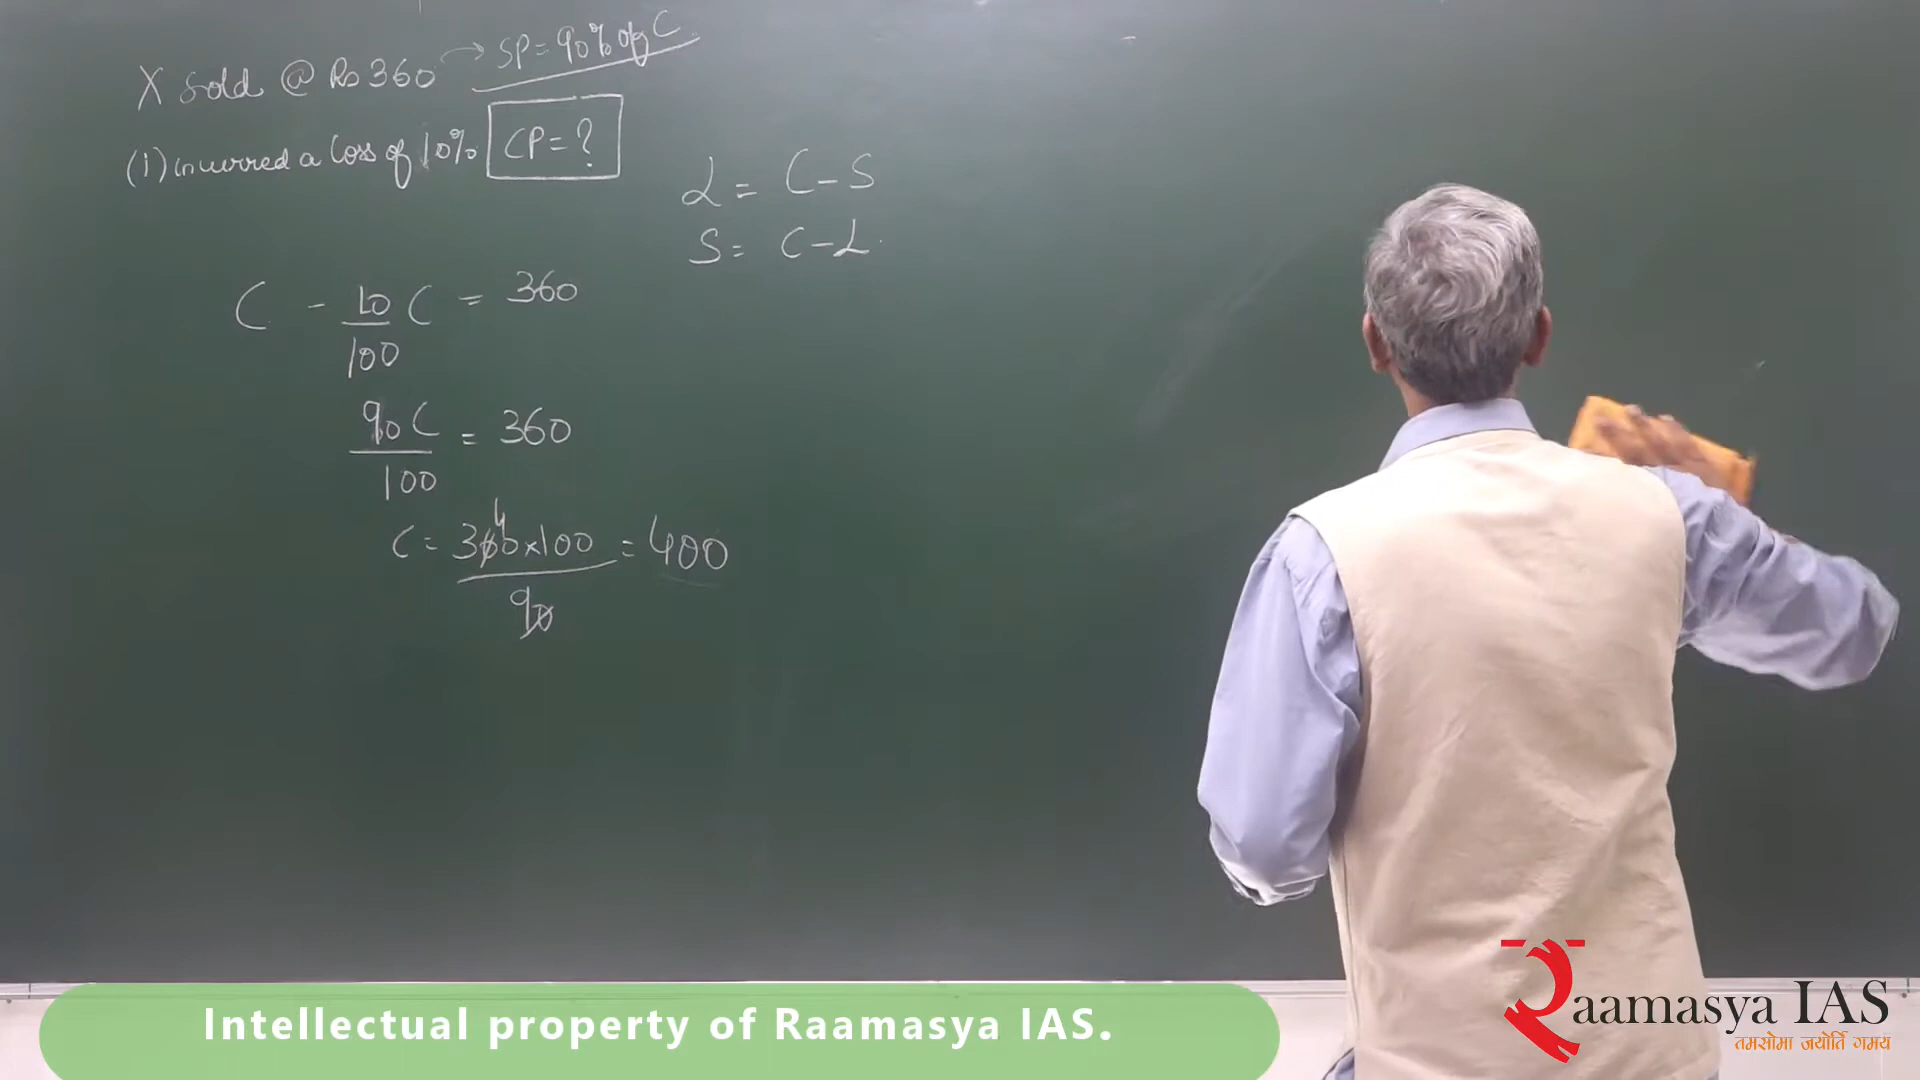 X Sold @ Rs 360 → SP = 90% of C
(i) incurred a loss of 10% CP = ?
L = C - S
S = C - L
C - 10/100 C = 360
90C/100 = 360
C = 360 x 100/90 = 400
4
Intellectual property of Raamasya IAS.
Raamasya IAS
तमसोमा ज्योर्ति गमय